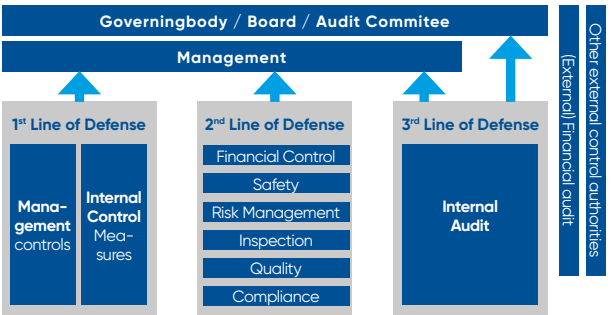 Governingbody / Board / Audit Commitee
Management
1st Line of Defense
Mana-
gement
controls
Internal
Control
Mea-
sures
2nd Line of Defense
Financial Control
Safety
Risk Management
Inspection
Quality
Compliance
3rd Line of Defense
Internal
Audit
(External) Financial audit
Other external control authorities